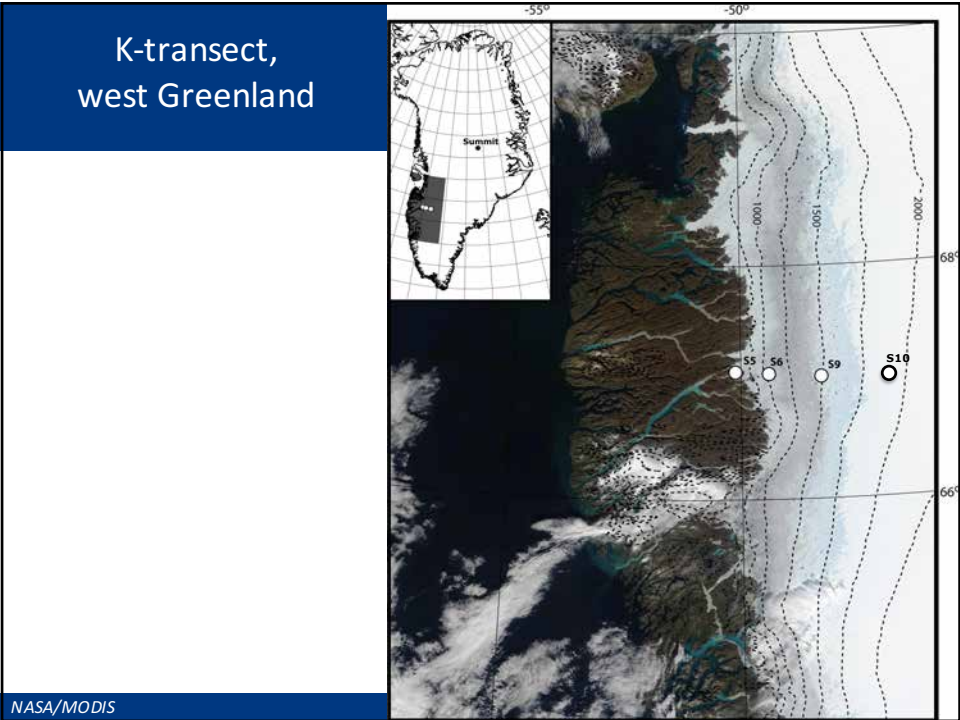 K-transect,
west Greenland
-55°
-50°
Summit
1000
1500
2000
68°
S5
S6
S9
S10
66°
NASA/MODIS